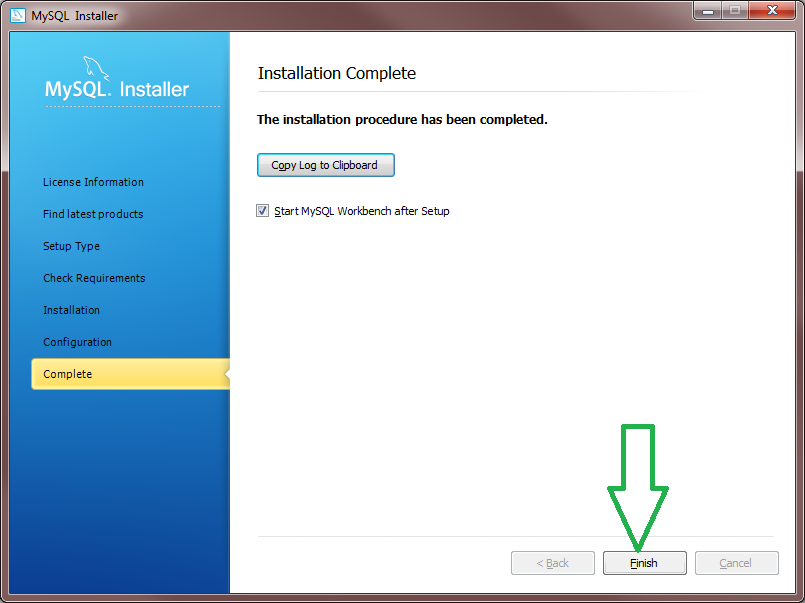 MySQL Installer
MySQL. Installer
License Information
Find latest products
Setup Type
Check Requirements
Installation
Configuration
Complete
Installation Complete
The installation procedure has been completed.
Copy Log to Clipboard
Start MySQL Workbench after Setup
< Back
Finish
Cancel